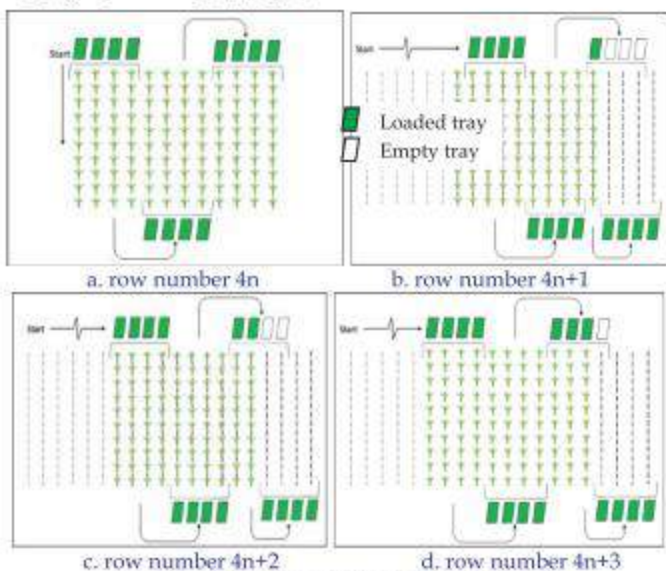 Start
Start
Loaded tray
Empty tray
a. row number 4n
b. row number 4n+1
Start
Start
c. row number 4n+2
d. row number 4n+3